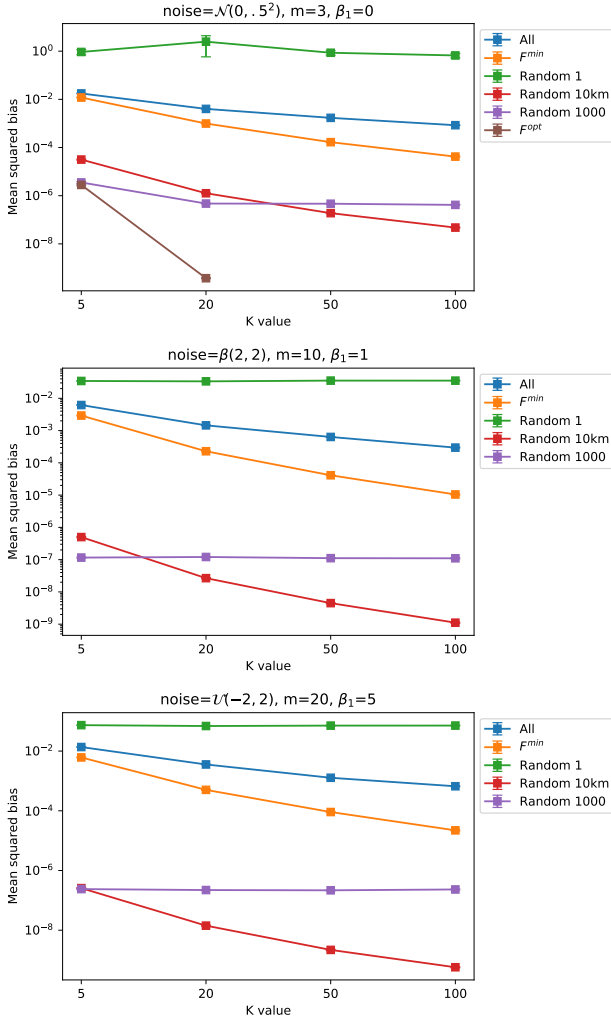 noise=𝒩(0, .5²), m=3, β₁=0
Mean squared bias
10⁰
10⁻²
10⁻⁴
10⁻⁶
10⁻⁸
5 20 50 100
K value
All
F^min
Random 1
Random 10km
Random 1000
F^opt
noise=β(2, 2), m=10, β₁=1
Mean squared bias
10⁻²
10⁻³
10⁻⁴
10⁻⁵
10⁻⁶
10⁻⁷
10⁻⁸
10⁻⁹
5 20 50 100
K value
All
F^min
Random 1
Random 10km
Random 1000
noise=𝒰(−2, 2), m=20, β₁=5
Mean squared bias
10⁻²
10⁻⁴
10⁻⁶
10⁻⁸
5 20 50 100
K value
All
F^min
Random 1
Random 10km
Random 1000